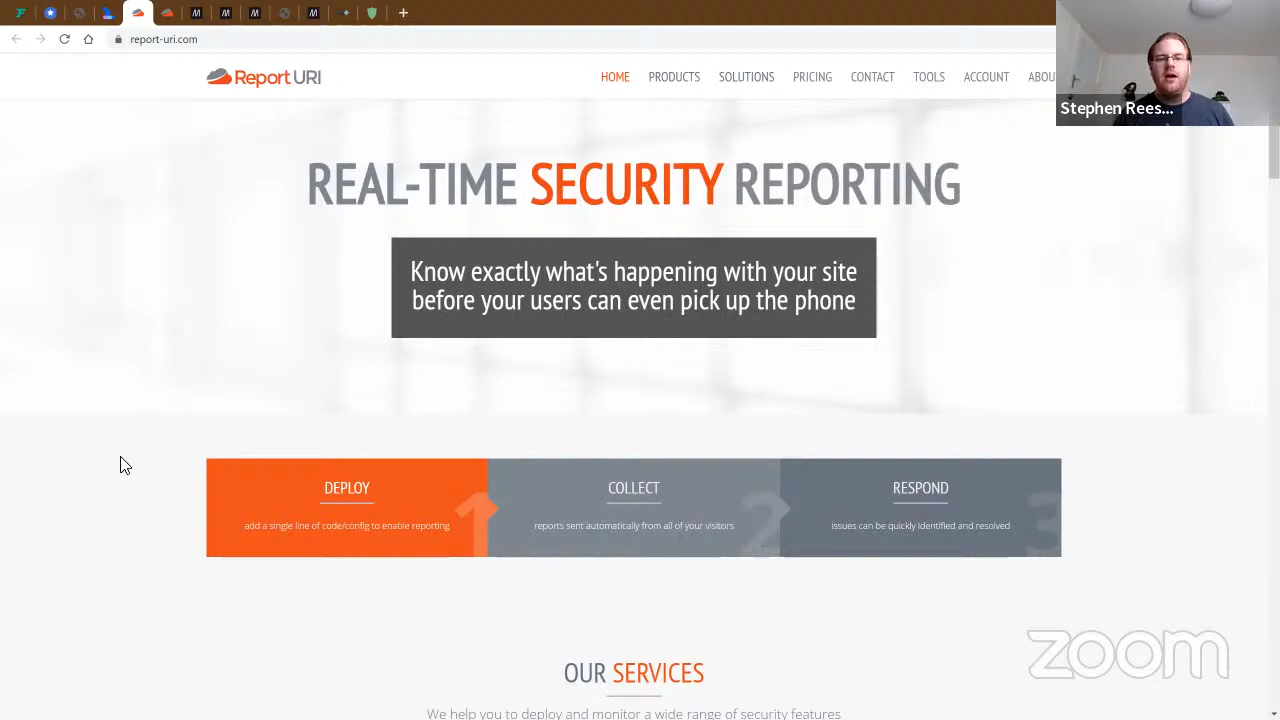 report-uri.com
Report URI
HOME PRODUCTS SOLUTIONS PRICING CONTACT TOOLS ACCOUNT ABOU
Stephen Rees...
REAL-TIME SECURITY REPORTING
Know exactly what's happening with your site
before your users can even pick up the phone
DEPLOY
add a single line of code/config to enable reporting
1
COLLECT
reports sent automatically from all of your visitors
2
RESPOND
issues can be quickly identified and resolved
3
OUR SERVICES
We help you to deploy and monitor a wide range of security features
zoom